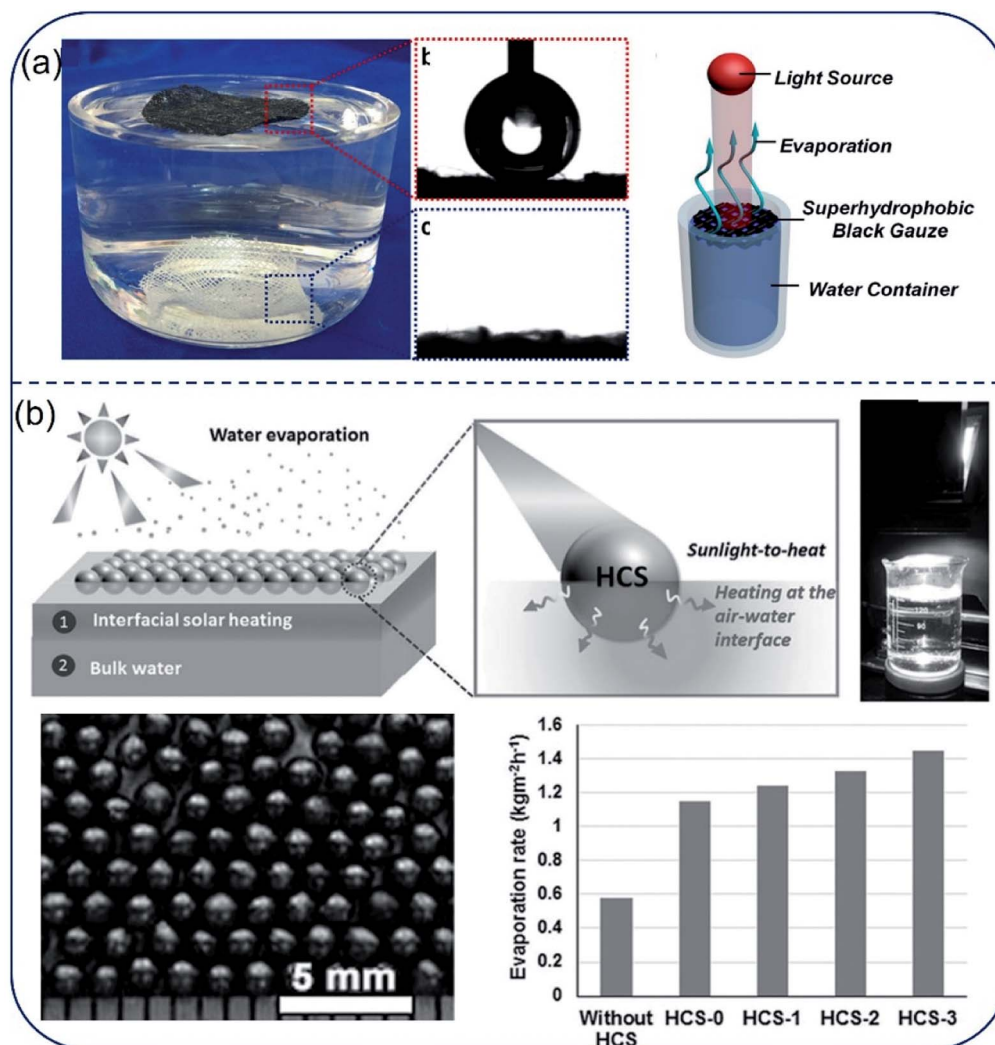 (a)
b
c
Light Source
Evaporation
Superhydrophobic
Black Gauze
Water Container
(b)
Water evaporation
1 Interfacial solar heating
2 Bulk water
HCS
Sunlight-to-heat
Heating at the
air-water
interface
5 mm
Evaporation rate (kgm-2h-1)
1.6
1.4
1.2
1
0.8
0.6
0.4
0.2
0
Without
HCS
HCS-0
HCS-1
HCS-2
HCS-3